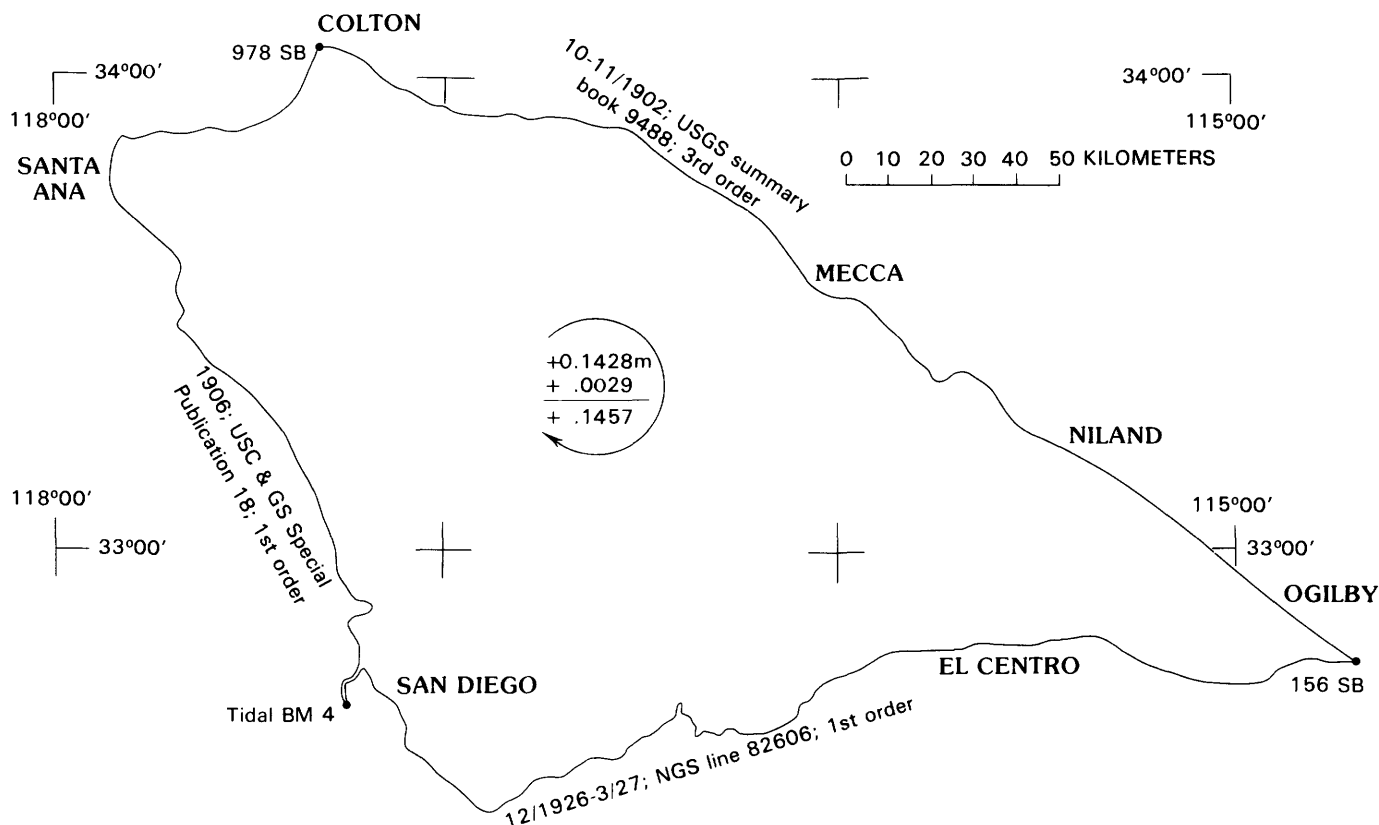 COLTON
978 SB
34°00′
118°00′
SANTA
ANA
10-11/1902; USGS summary
book 9488; 3rd order
34°00′
115°00′
0 10 20 30 40 50 KILOMETERS
MECCA
+0.1428m
+ .0029
+ .1457
NILAND
1906; USC & GS Special
Publication 18; 1st order
118°00′
33°00′
115°00′
33°00′
OGILBY
EL CENTRO
156 SB
SAN DIEGO
Tidal BM 4
12/1926-3/27; NGS line 82606; 1st order